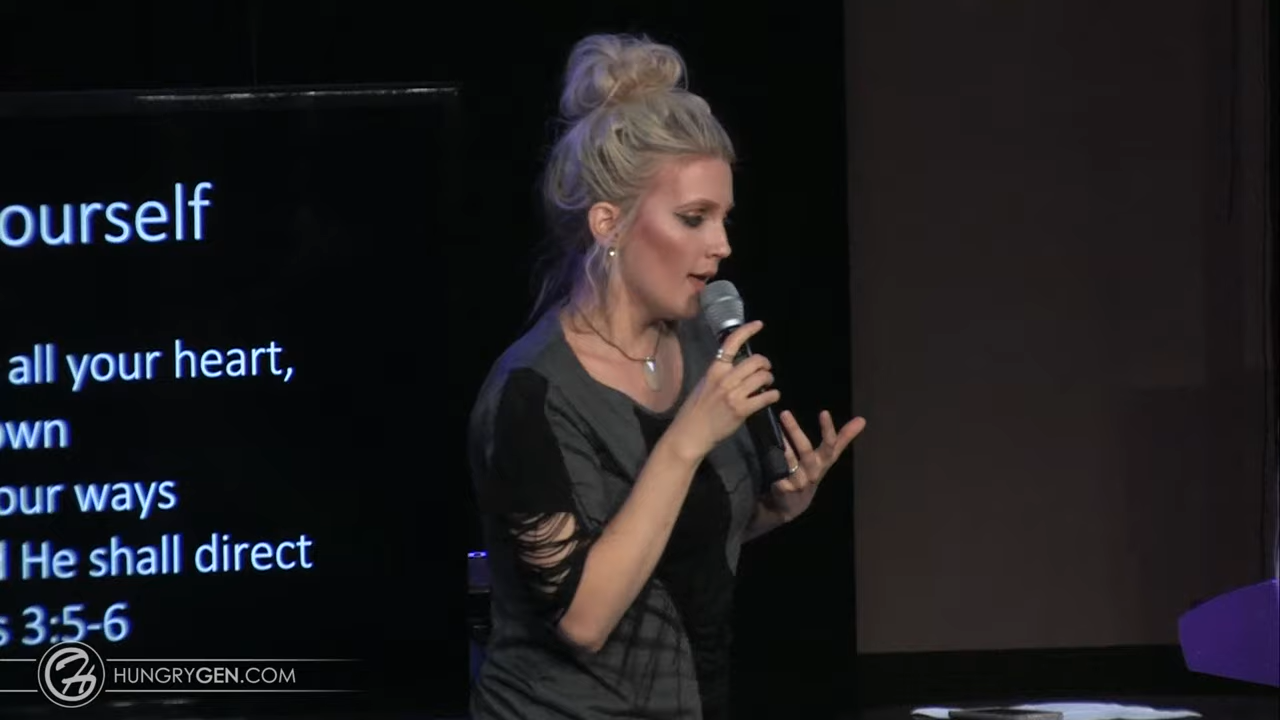 ourself
all your heart,
own
our ways
He shall direct
3:5-6
HUNGRYGEN.COM